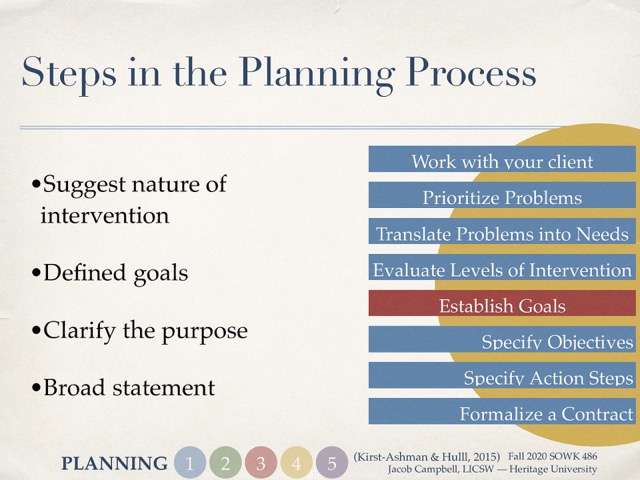 Steps in the Planning Process
•Suggest nature of
intervention
•Defined goals
•Clarify the purpose
•Broad statement
Work with your client
Prioritize Problems
Translate Problems into Needs
Evaluate Levels of Intervention
Establish Goals
Specify Objectives
Specify Action Steps
Formalize a Contract
PLANNING 1 2 3 4 5
(Kirst-Ashman & Hulll, 2015) Fall 2020 SOWK 486
Jacob Campbell, LICSW — Heritage University